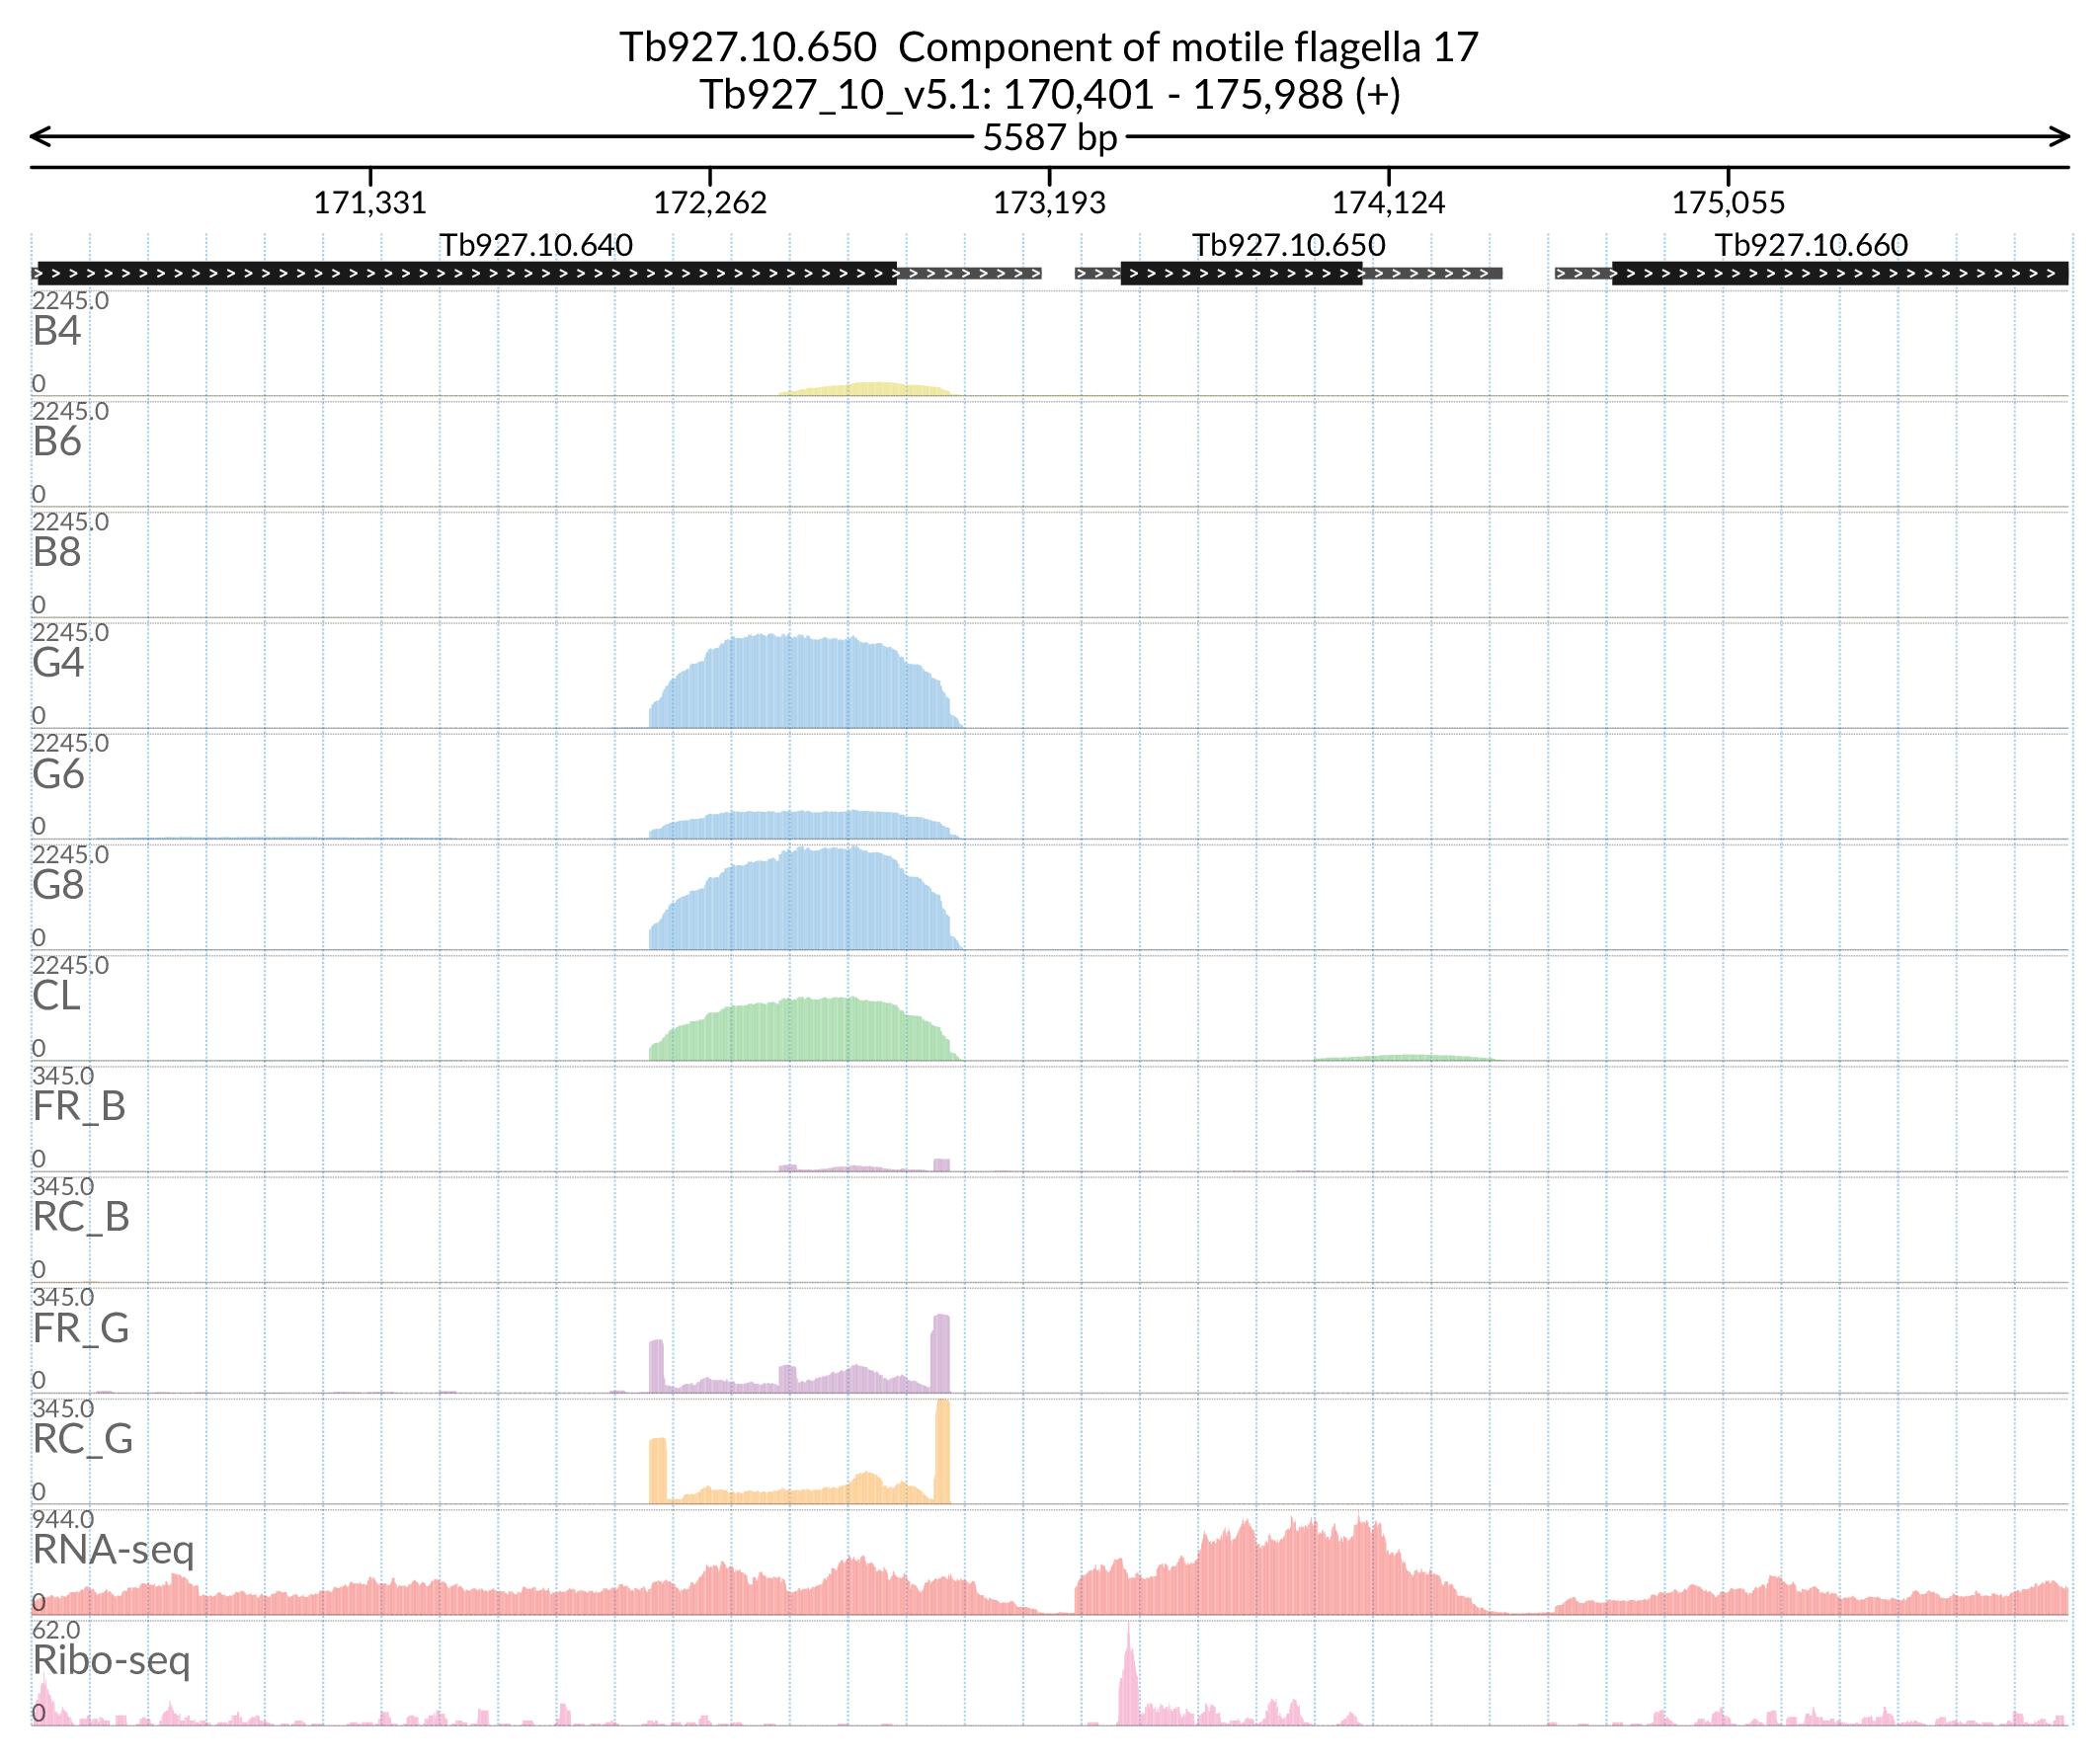 Tb927.10.650  Component of motile flagella 17
Tb927_10_v5.1: 170,401 - 175,988 (+)
5587 bp
171,331 172,262 173,193 174,124 175,055
Tb927.10.640 Tb927.10.650 Tb927.10.660
2245.0
B4
0
2245.0
B6
0
2245.0
B8
0
2245.0
G4
0
2245.0
G6
0
2245.0
G8
0
2245.0
CL
0
345.0
FR_B
0
345.0
RC_B
0
345.0
FR_G
0
345.0
RC_G
0
944.0
RNA-seq
0
62.0
Ribo-seq
0